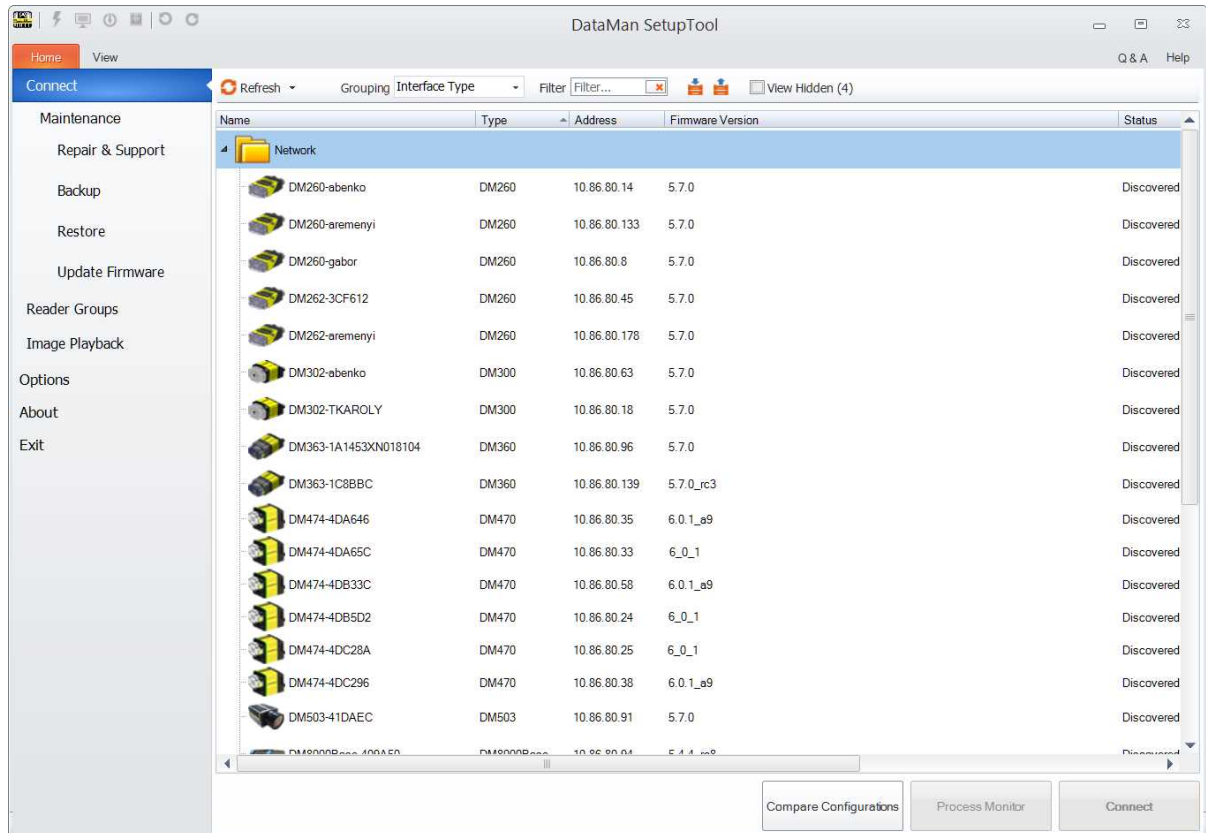 DataMan SetupTool
Home View Q & A Help
Connect
Maintenance
Repair & Support
Backup
Restore
Update Firmware
Reader Groups
Image Playback
Options
About
Exit
Refresh Grouping Interface Type Filter Filter... View Hidden (4)
Name Type Address Firmware Version Status
Network
DM260-abenko DM260 10.86.80.14 5.7.0 Discovered
DM260-aremenyi DM260 10.86.80.133 5.7.0 Discovered
DM260-gabor DM260 10.86.80.8 5.7.0 Discovered
DM262-3CF612 DM260 10.86.80.45 5.7.0 Discovered
DM262-aremenyi DM260 10.86.80.178 5.7.0 Discovered
DM302-abenko DM300 10.86.80.63 5.7.0 Discovered
DM302-TKAROLY DM300 10.86.80.18 5.7.0 Discovered
DM363-1A1453XN018104 DM360 10.86.80.96 5.7.0 Discovered
DM363-1C8BBC DM360 10.86.80.139 5.7.0_rc3 Discovered
DM474-4DA646 DM470 10.86.80.35 6.0.1_a9 Discovered
DM474-4DA65C DM470 10.86.80.33 6_0_1 Discovered
DM474-4DB33C DM470 10.86.80.58 6.0.1_a9 Discovered
DM474-4DB5D2 DM470 10.86.80.24 6_0_1 Discovered
DM474-4DC28A DM470 10.86.80.25 6_0_1 Discovered
DM474-4DC296 DM470 10.86.80.38 6.0.1_a9 Discovered
DM503-41DAEC DM503 10.86.80.91 5.7.0 Discovered
Compare Configurations Process Monitor Connect